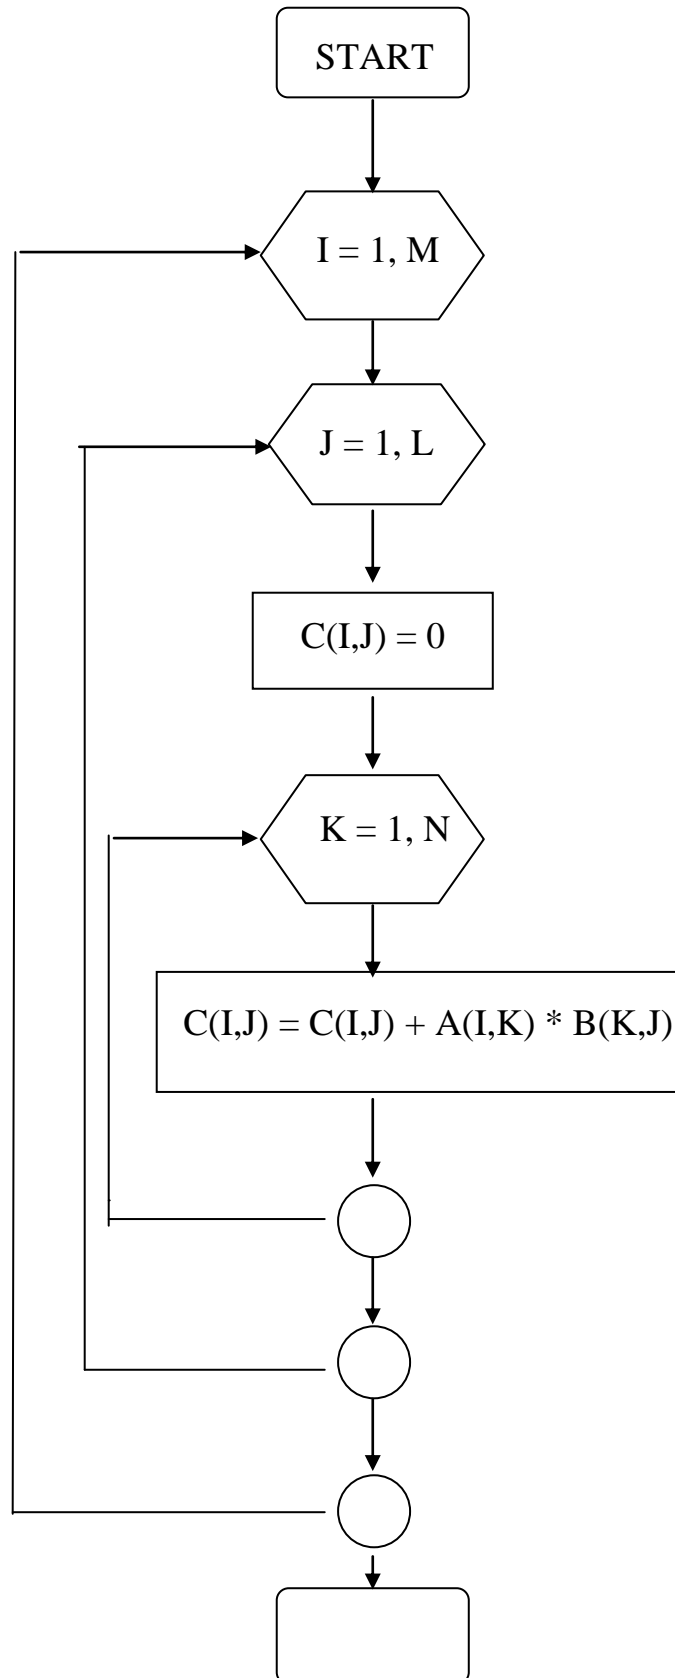 START
I = 1, M
J = 1, L
C(I,J) = 0
K = 1, N
C(I,J) = C(I,J) + A(I,K) * B(K,J)